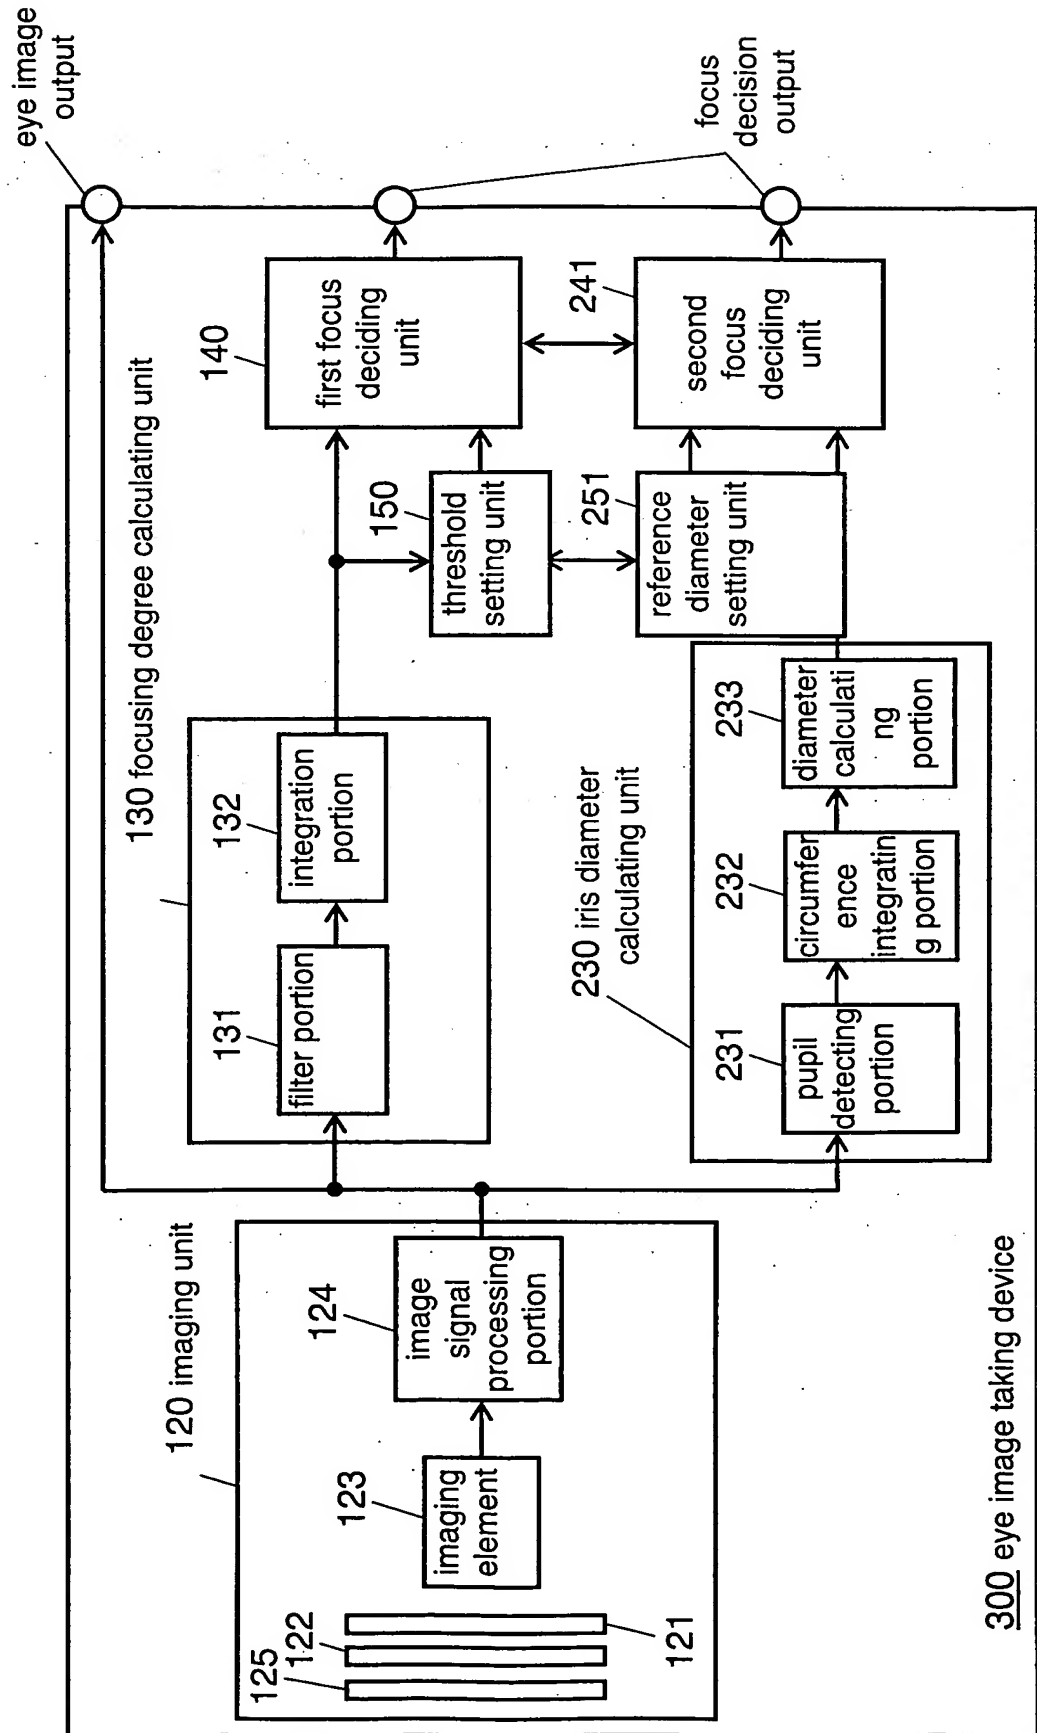 eye image
output
130 focusing degree calculating unit
131
filter portion
132
integration
portion
140
first focus
deciding
unit
focus
decision
output
150
threshold
setting unit
120 imaging unit
125
122
121
123
imaging
element
124
image
signal
processing
portion
251
reference
diameter
setting unit
241
second
focus
deciding
unit
230 iris diameter
calculating unit
231
pupil
detecting
portion
232
circumfer
ence
integratin
g portion
233
diameter
calculati
ng
portion
300 eye image taking device